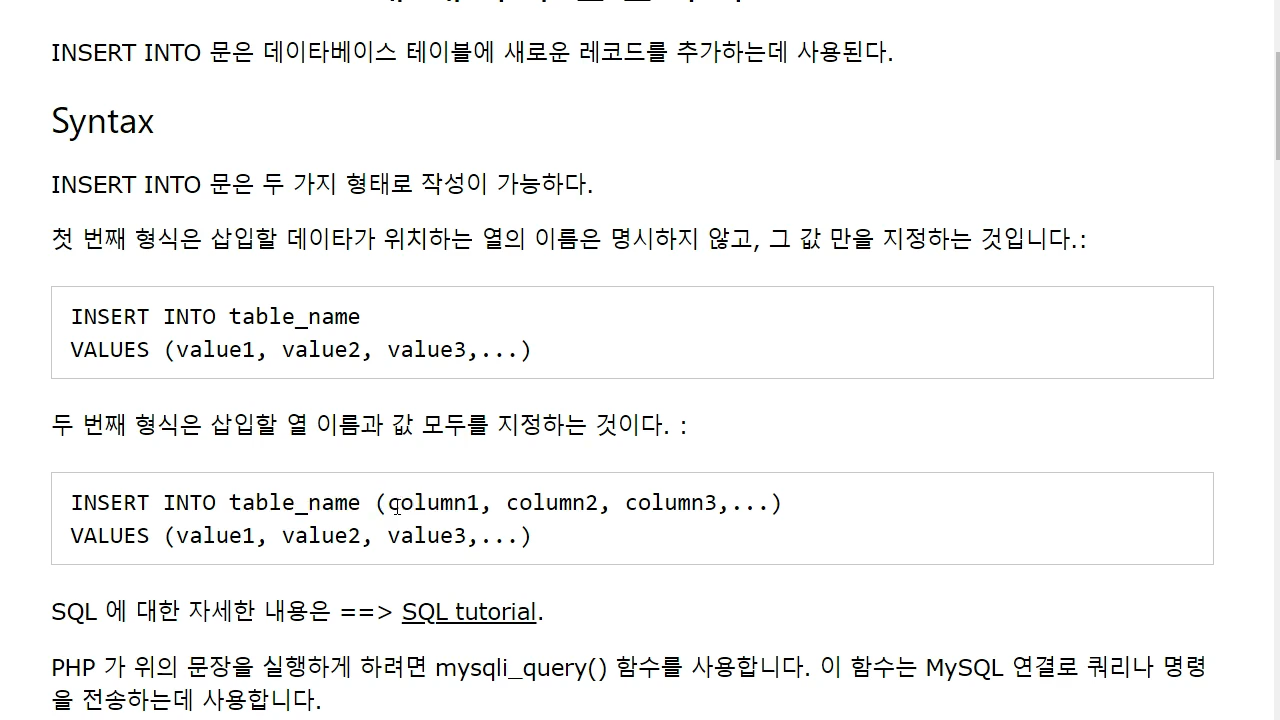 INSERT INTO 문은 데이타베이스 테이블에 새로운 레코드를 추가하는데 사용된다.
Syntax
INSERT INTO 문은 두 가지 형태로 작성이 가능하다.
첫 번째 형식은 삽입할 데이타가 위치하는 열의 이름은 명시하지 않고, 그 값 만을 지정하는 것입니다.:
INSERT INTO table_name
VALUES (value1, value2, value3,...)
두 번째 형식은 삽입할 열 이름과 값 모두를 지정하는 것이다. :
INSERT INTO table_name (column1, column2, column3,...)
VALUES (value1, value2, value3,...)
SQL 에 대한 자세한 내용은 ==> SQL tutorial.
PHP 가 위의 문장을 실행하게 하려면 mysqli_query() 함수를 사용합니다. 이 함수는 MySQL 연결로 쿼리나 명령
을 전송하는데 사용합니다.